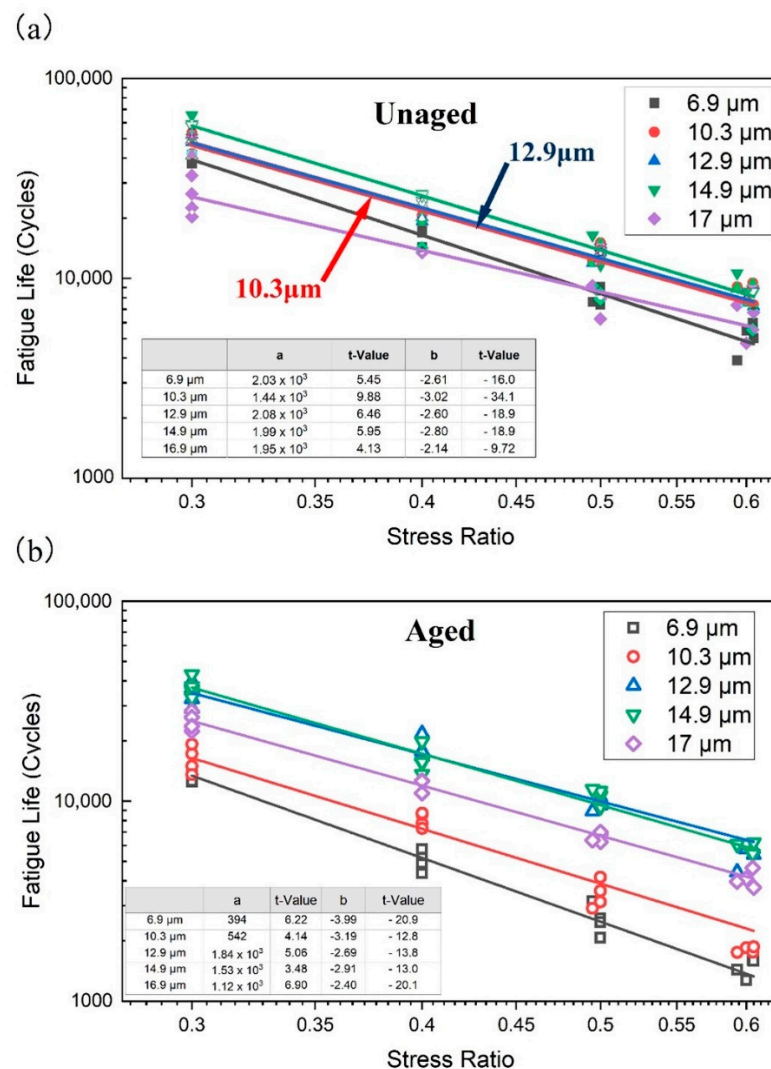 (a)
100,000
10,000
1000
Fatigue Life (Cycles)
Unaged
12.9μm
10.3μm
6.9 μm
10.3 μm
12.9 μm
14.9 μm
17 μm
a t-Value b t-Value
6.9 μm 2.03 x 10³ 5.45 -2.61 - 16.0
10.3 μm 1.44 x 10³ 9.88 -3.02 - 34.1
12.9 μm 2.08 x 10³ 6.46 -2.60 - 18.9
14.9 μm 1.99 x 10³ 5.95 -2.80 - 18.9
16.9 μm 1.95 x 10³ 4.13 -2.14 - 9.72
0.3 0.35 0.4 0.45 0.5 0.55 0.6
Stress Ratio
(b)
100,000
10,000
1000
Fatigue Life (Cycles)
Aged
6.9 μm
10.3 μm
12.9 μm
14.9 μm
17 μm
a t-Value b t-Value
6.9 μm 394 6.22 -3.99 - 20.9
10.3 μm 542 4.14 -3.19 - 12.8
12.9 μm 1.84 x 10³ 5.06 -2.69 - 13.8
14.9 μm 1.53 x 10³ 3.48 -2.91 - 13.0
16.9 μm 1.12 x 10³ 6.90 -2.40 - 20.1
0.3 0.35 0.4 0.45 0.5 0.55 0.6
Stress Ratio